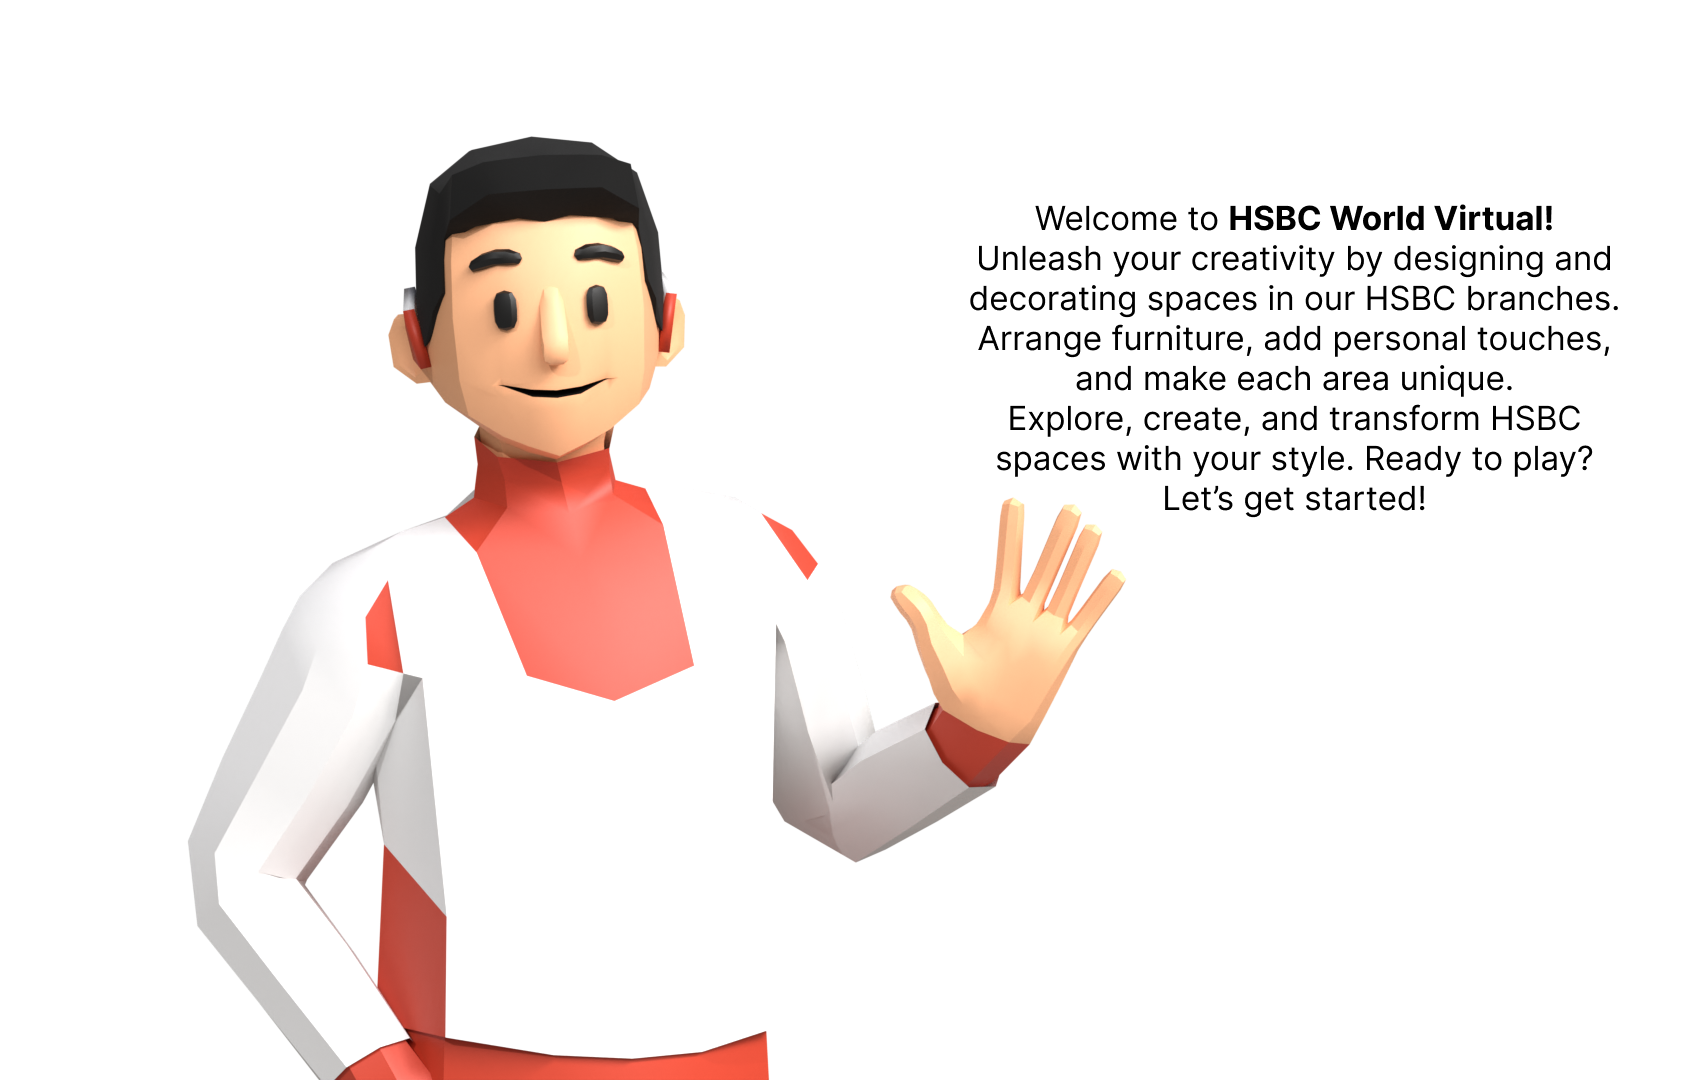 Welcome to HSBC World Virtual!
Unleash your creativity by designing and
decorating spaces in our HSBC branches.
Arrange furniture, add personal touches,
and make each area unique.
Explore, create, and transform HSBC
spaces with your style. Ready to play?
Let’s get started!